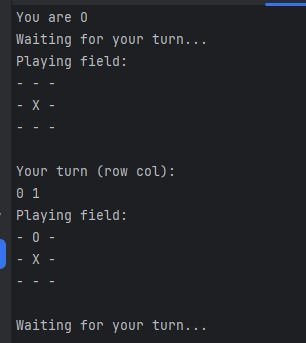 You are O
Waiting for your turn...
Playing field:
- - -
- X -
- - -
Your turn (row col):
0 1
Playing field:
- O -
- X -
- - -
Waiting for your turn...